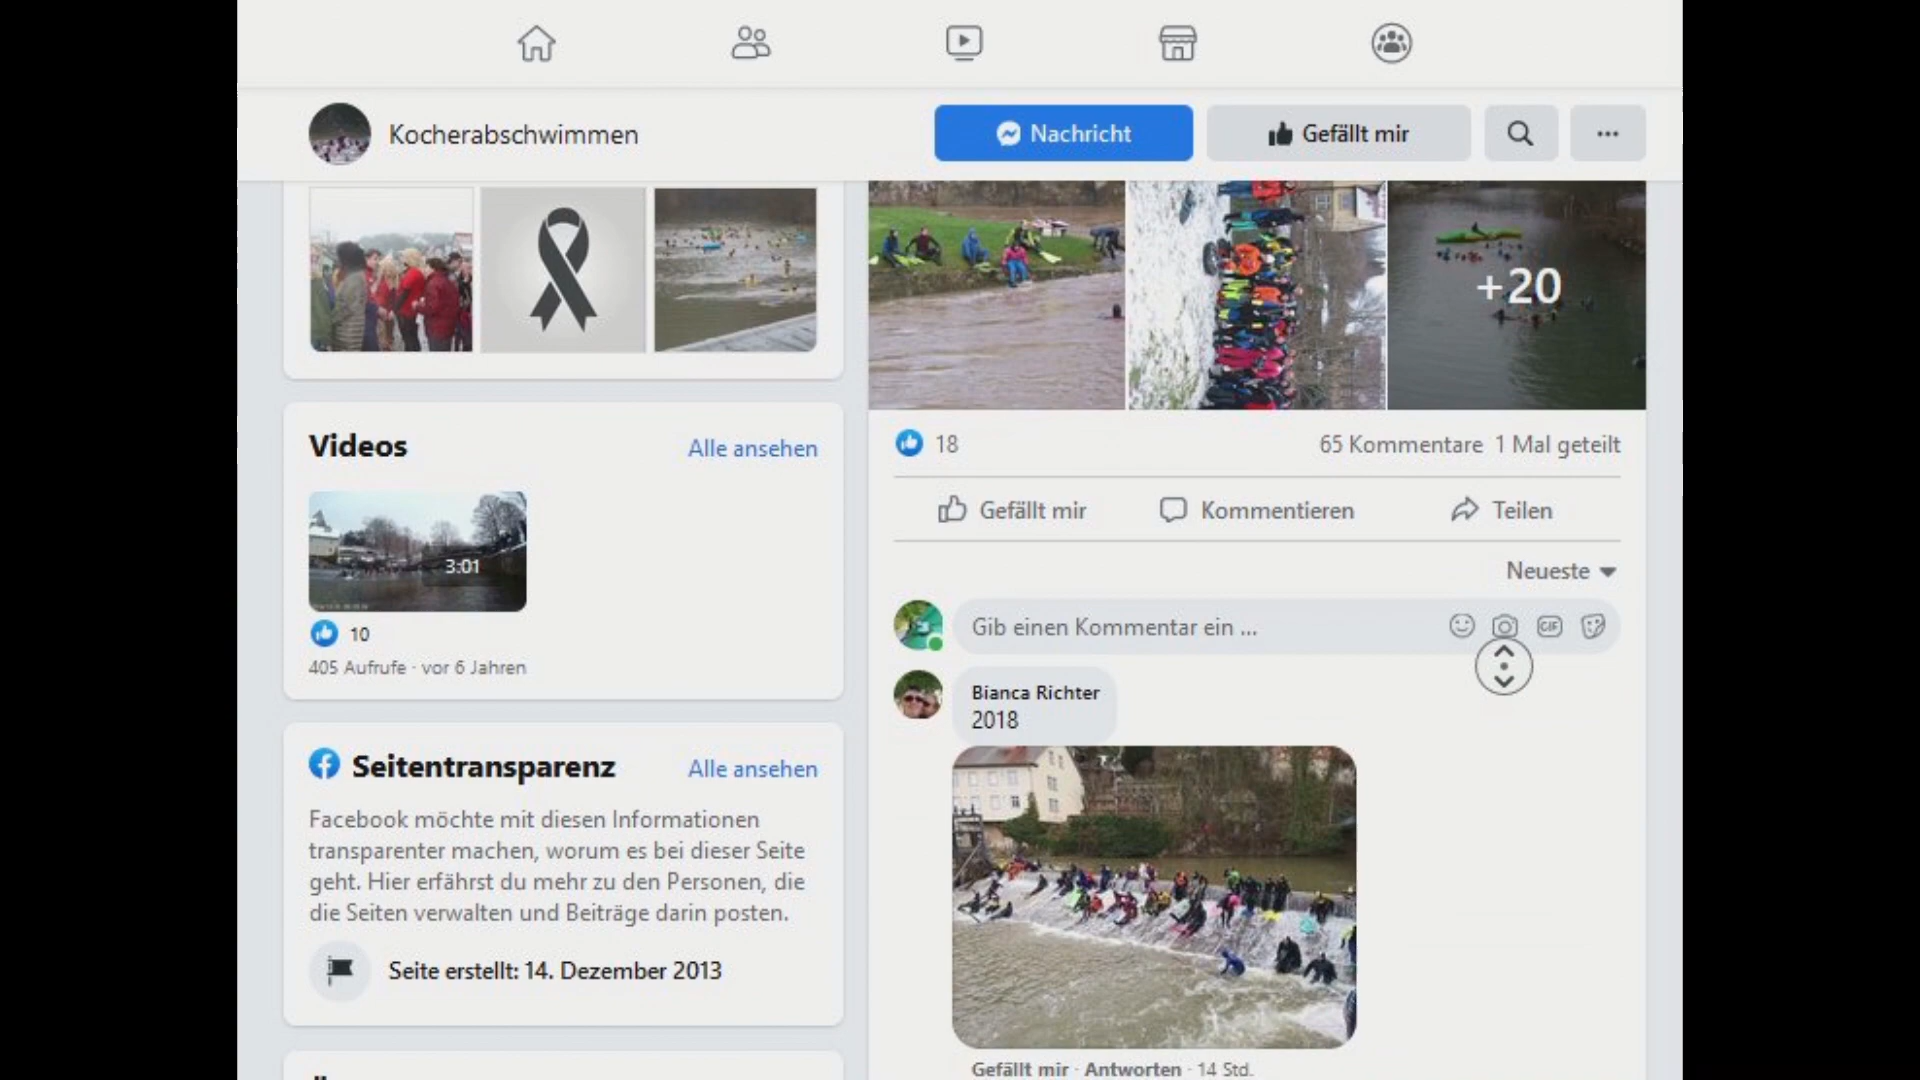 Kocherabschwimmen
Nachricht
Gefällt mir
+20
18
65 Kommentare 1 Mal geteilt
Gefällt mir
Kommentieren
Teilen
Neueste
Gib einen Kommentar ein ...
GIF
Bianca Richter
2018
Gefällt mir · Antworten · 14 Std.
Videos
Alle ansehen
3:01
10
405 Aufrufe · vor 6 Jahren
Seitentransparenz
Alle ansehen
Facebook möchte mit diesen Informationen
transparenter machen, worum es bei dieser Seite
geht. Hier erfährst du mehr zu den Personen, die
die Seiten verwalten und Beiträge darin posten.
Seite erstellt: 14. Dezember 2013